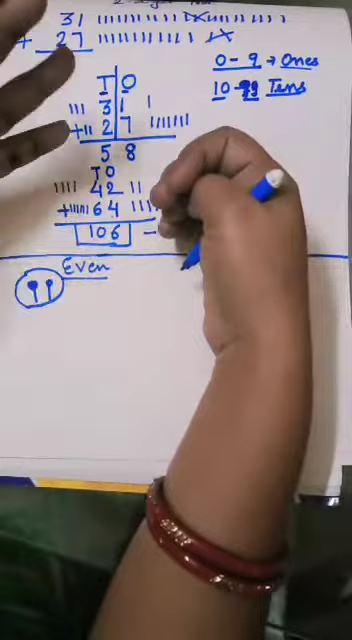 31
+ 27
0 - 9 → Ones
10 - 99 Tens
T O
3 1
+ 2 7
5 8
T O
4 2
+ 6 4
106 -
Even